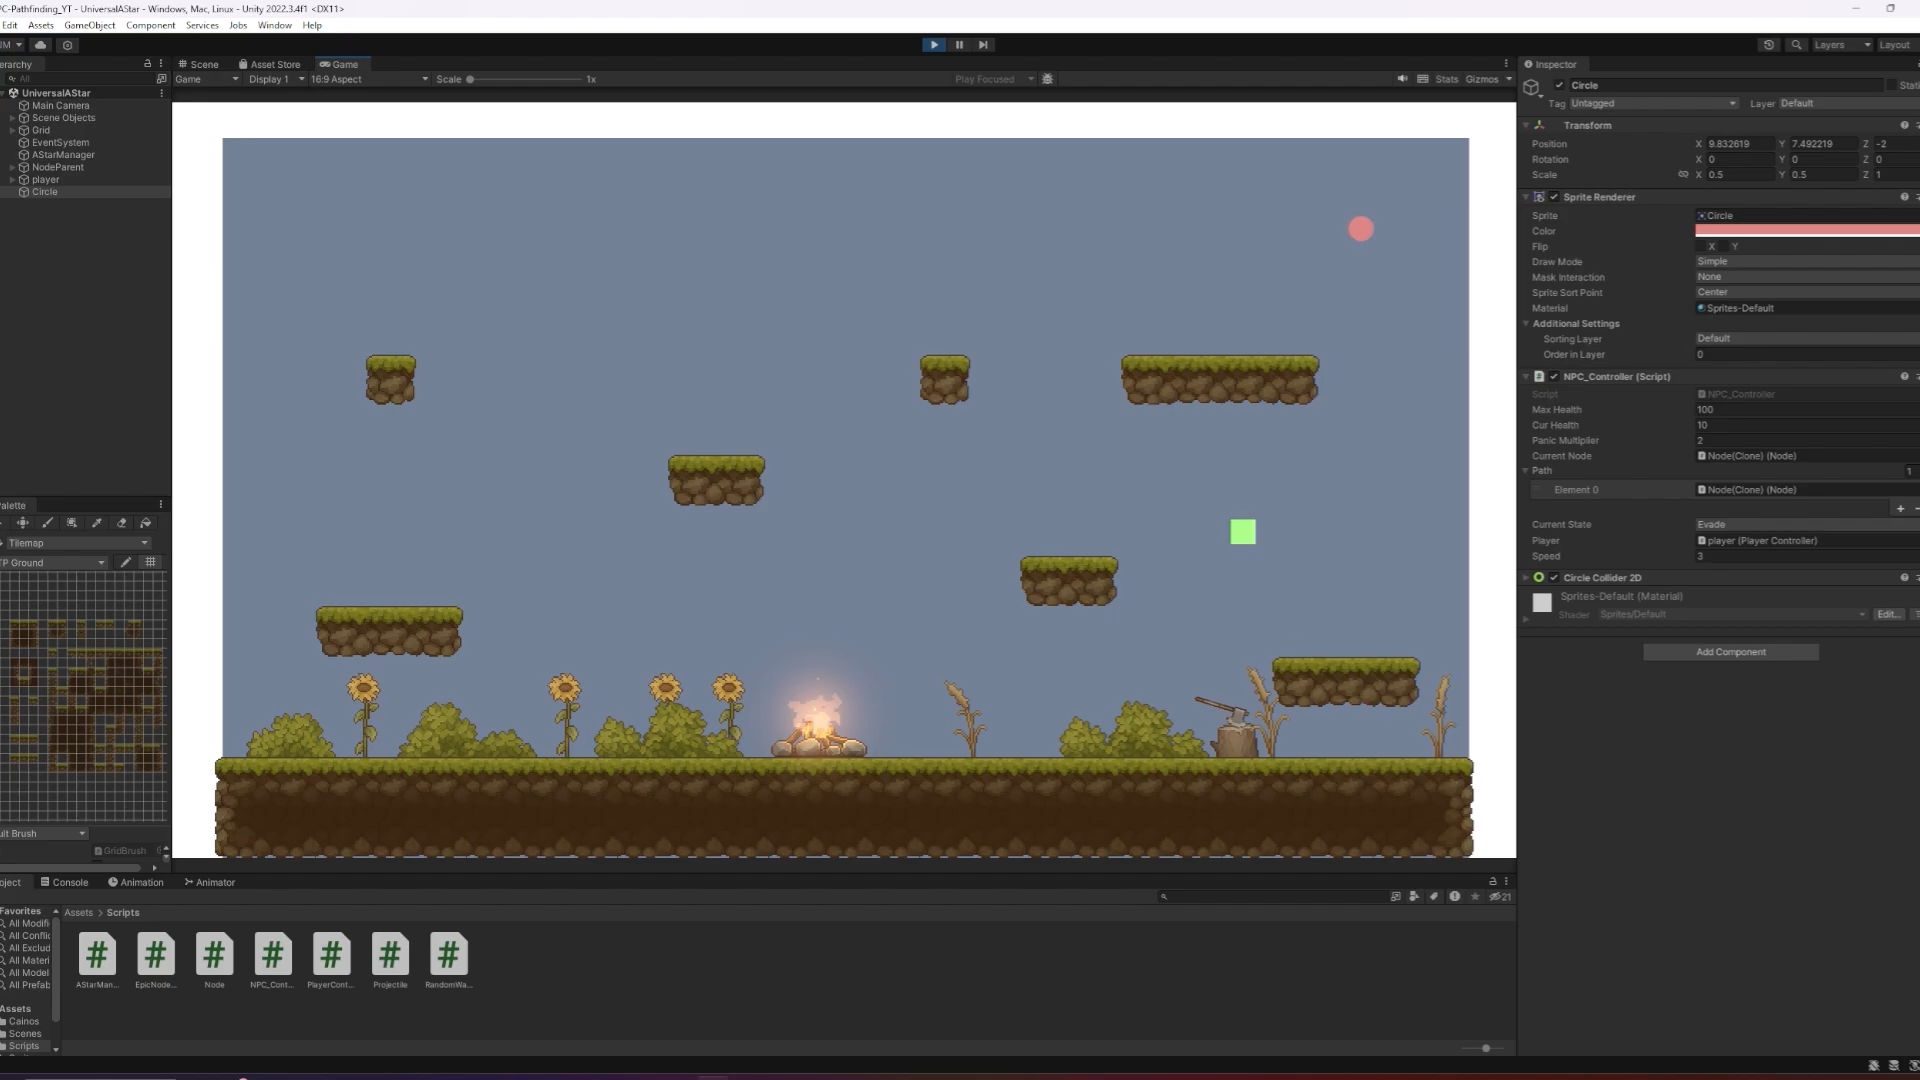 C-Pathfinding_YT - UniversalAStar - Windows, Mac, Linux - Unity 2022.3.4f1 <DX11>
Edit Assets GameObject Component Services Jobs Window Help
Layers Layout
erarchy
Scene Asset Store Game
Inspector
All
Game Display 1 16:9 Aspect Scale 1x Play Focused Stats Gizmos
Circle Stati
Tag Untagged Layer Default
UniversalAStar
Main Camera
Scene Objects
Grid
EventSystem
AStarManager
NodeParent
player
Circle
Transform
Position X 9.832619 Y 7.492219 Z -2
Rotation X 0 Y 0 Z 0
Scale X 0.5 Y 0.5 Z 1
Sprite Renderer
Sprite Circle
Color
Flip X Y
Draw Mode Simple
Mask Interaction None
Sprite Sort Point Center
Material Sprites-Default
Additional Settings
Sorting Layer Default
Order in Layer 0
NPC_Controller (Script)
Script NPC_Controller
Max Health 100
Cur Health 10
Panic Multiplier 2
Current Node Node(Clone) (Node)
Path 1
Element 0 Node(Clone) (Node)
+ -
Current State Evade
Player player (Player Controller)
Speed 3
Circle Collider 2D
Sprites-Default (Material)
Shader Sprites/Default Edit...
Add Component
alette
Tilemap
TP Ground
ult Brush
GridBrush
oject Console Animation Animator
21
Favorites
All Modifi
All Conflic
All Exclud
All Materi
All Model
All Prefab
Assets
Cainos
Scenes
Scripts
Assets > Scripts
AStarMan... EpicNode... Node NPC_Cont... PlayerCont... Projectile RandomWa...